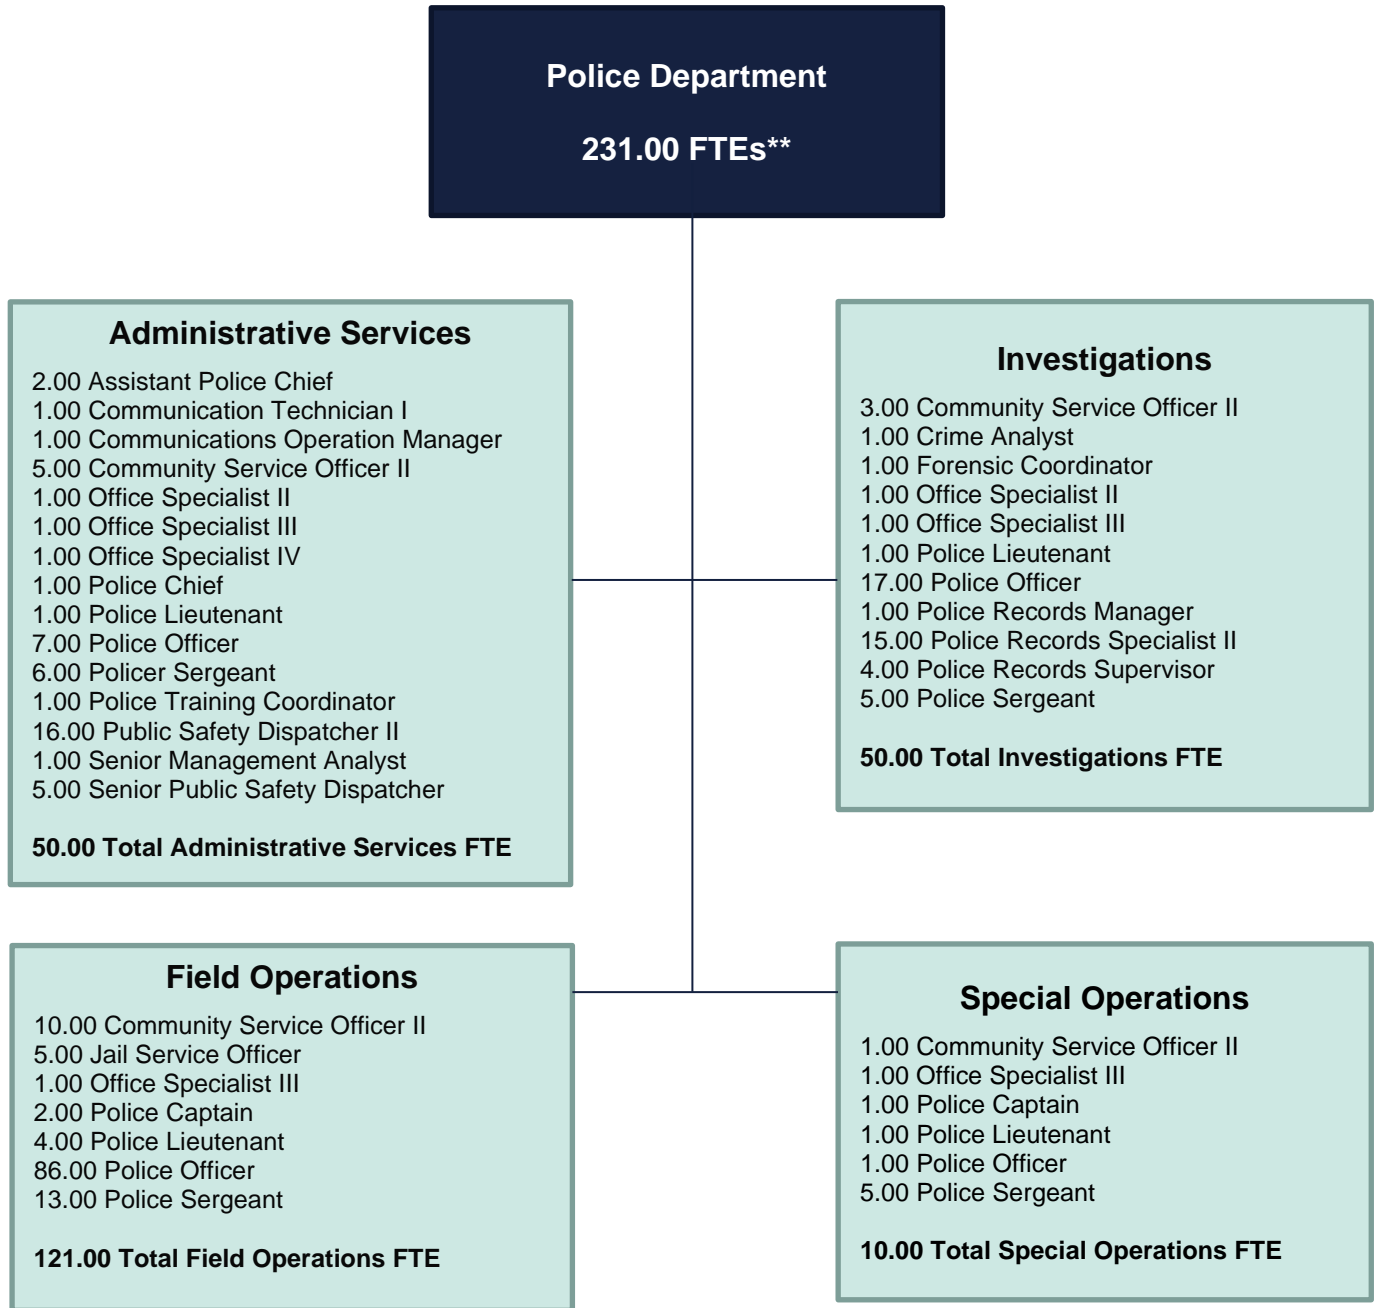 Police Department
231.00 FTEs**
Administrative Services
2.00 Assistant Police Chief
1.00 Communication Technician I
1.00 Communications Operation Manager
5.00 Community Service Officer II
1.00 Office Specialist II
1.00 Office Specialist III
1.00 Office Specialist IV
1.00 Police Chief
1.00 Police Lieutenant
7.00 Police Officer
6.00 Policer Sergeant
1.00 Police Training Coordinator
16.00 Public Safety Dispatcher II
1.00 Senior Management Analyst
5.00 Senior Public Safety Dispatcher
50.00 Total Administrative Services FTE
Investigations
3.00 Community Service Officer II
1.00 Crime Analyst
1.00 Forensic Coordinator
1.00 Office Specialist II
1.00 Office Specialist III
1.00 Police Lieutenant
17.00 Police Officer
1.00 Police Records Manager
15.00 Police Records Specialist II
4.00 Police Records Supervisor
5.00 Police Sergeant
50.00 Total Investigations FTE
Field Operations
10.00 Community Service Officer II
5.00 Jail Service Officer
1.00 Office Specialist III
2.00 Police Captain
4.00 Police Lieutenant
86.00 Police Officer
13.00 Police Sergeant
121.00 Total Field Operations FTE
Special Operations
1.00 Community Service Officer II
1.00 Office Specialist III
1.00 Police Captain
1.00 Police Lieutenant
1.00 Police Officer
5.00 Police Sergeant
10.00 Total Special Operations FTE